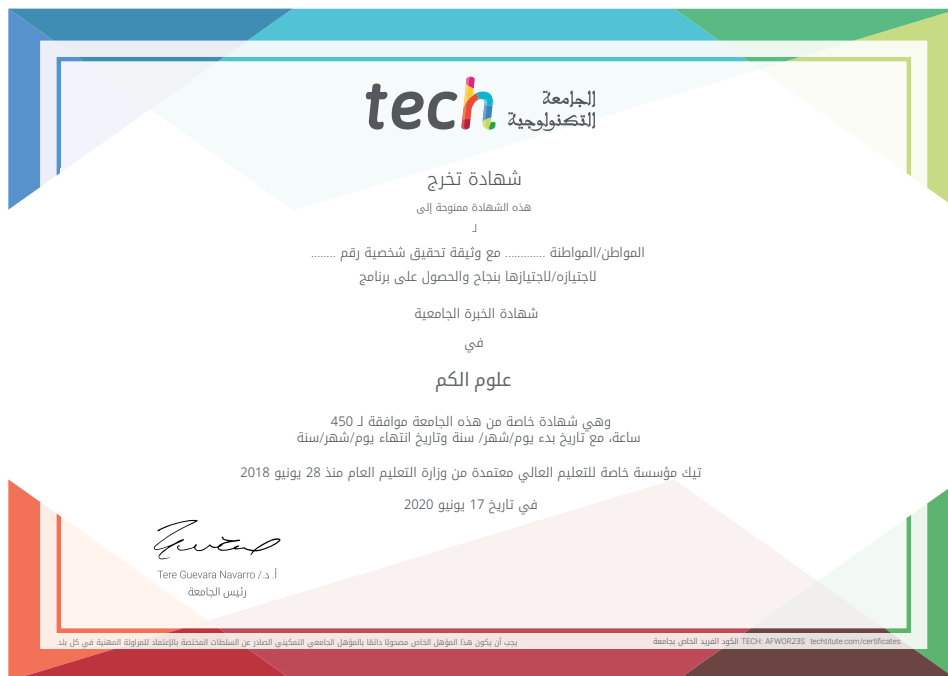 tech الجامعة
التكنولوجية
شهادة تخرج
هذه الشهادة ممنوحة إلى
لـ
المواطن/المواطنة ............ مع وثيقة تحقيق شخصية رقم ........
لاجتيازه/لاجتيازها بنجاح والحصول على برنامج
شهادة الخبرة الجامعية
في
علوم الكم
وهي شهادة خاصة من هذه الجامعة موافقة لـ 450
ساعة، مع تاريخ بدء يوم/شهر/ سنة وتاريخ انتهاء يوم/شهر/سنة
تيك مؤسسة خاصة للتعليم العالي معتمدة من وزارة التعليم العام منذ 28 يونيو 2018
في تاريخ 17 يونيو 2020
أ. د./ Tere Guevara Navarro
رئيس الجامعة
يجب أن يكون هذا المؤهل الخاص مصحوبًا دائمًا بالمؤهل الجامعي التمكيني الصادر عن السلطات المختصة بالإعتماد للمزاولة المهنية في كل بلد.
الكود الفريد الخاص بجامعة TECH: AFWOR23S techtitute.com/certificates